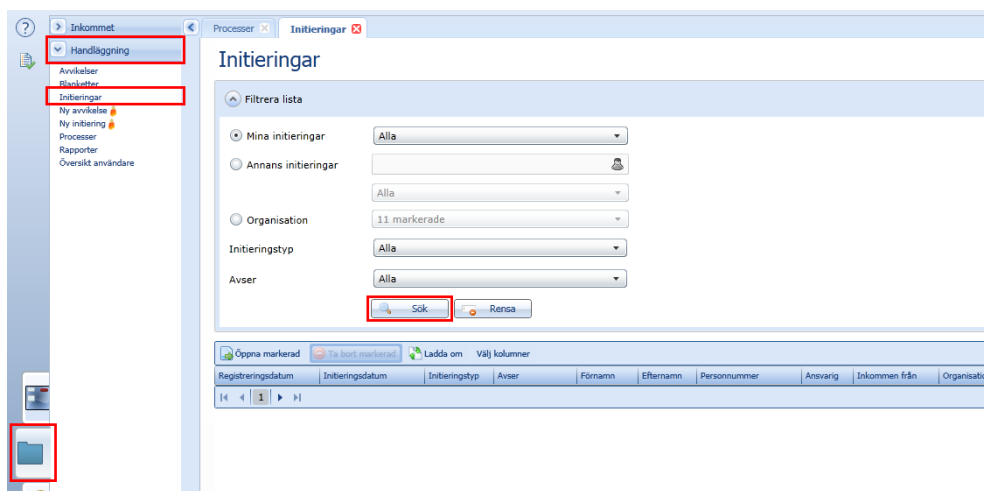 ?
Inkommet
Handläggning
Avvikelser
Blanketter
Initieringar
Ny avvikelse
Ny initiering
Processer
Rapporter
Översikt användare
Processer Initieringar
Initieringar
Filtrera lista
Mina initieringar Alla
Annans initieringar
Alla
Organisation 11 markerade
Initieringstyp Alla
Avser Alla
Sök Rensa
Öppna markerad Ta bort markerad Ladda om Välj kolumner
Registreringsdatum Initieringsdatum Initieringstyp Avser Förnamn Efternamn Personnummer Ansvarig Inkommen från Organisatio
1